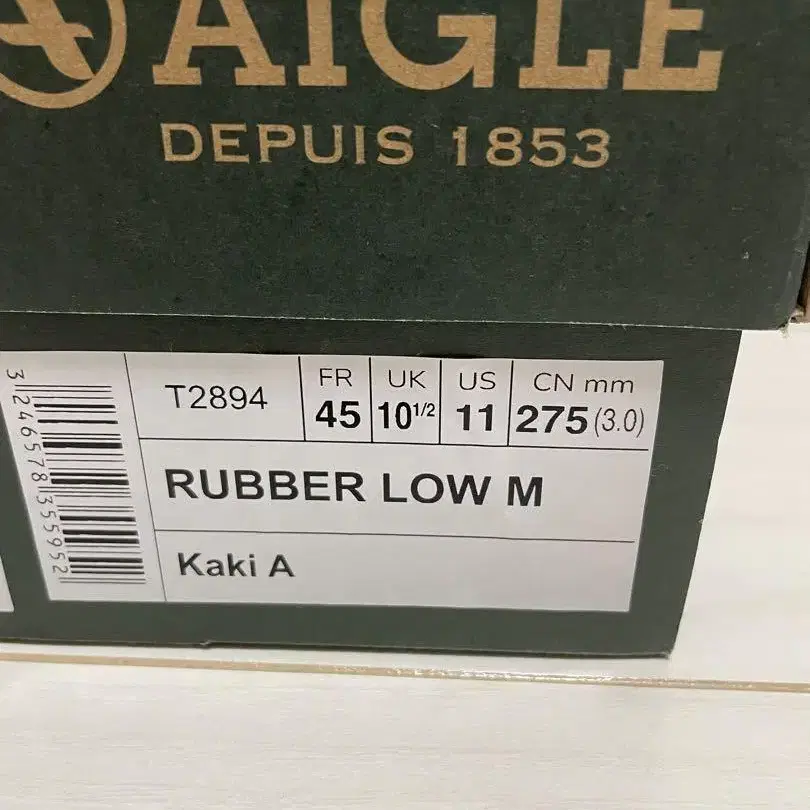 AIGLE
DEPUIS 1853
3 246578 355952
T2894
FR
45
UK
10 1/2
US
11
CN mm
275 (3.0)
RUBBER LOW M
Kaki A